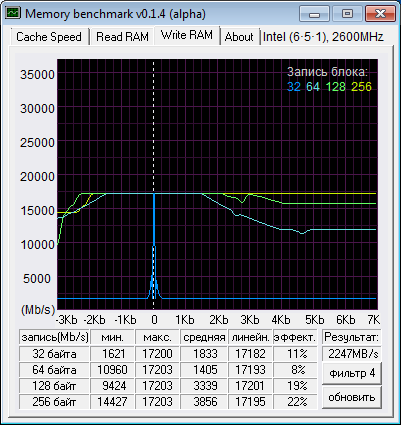 Memory benchmark v0.1.4 (alpha)
Cache Speed Read RAM Write RAM About Intel (6·5·1), 2600MHz
Запись блока:
32 64 128 256
35000
30000
25000
20000
15000
10000
5000
(Mb/s)
-3Kb -2Kb -1Kb 0 1Kb 2Kb 3Kb 4Kb 5Kb 6Kb 7K
запись(Mb/s) мин. макс. средняя линейн. эффект. Результат:
32 байта 1621 17200 1833 17182 11% 2247MB/s
64 байта 10960 17203 1405 17193 8% фильтр 4
128 байт 9424 17203 3339 17201 19%
256 байт 14427 17203 3856 17195 22% обновить